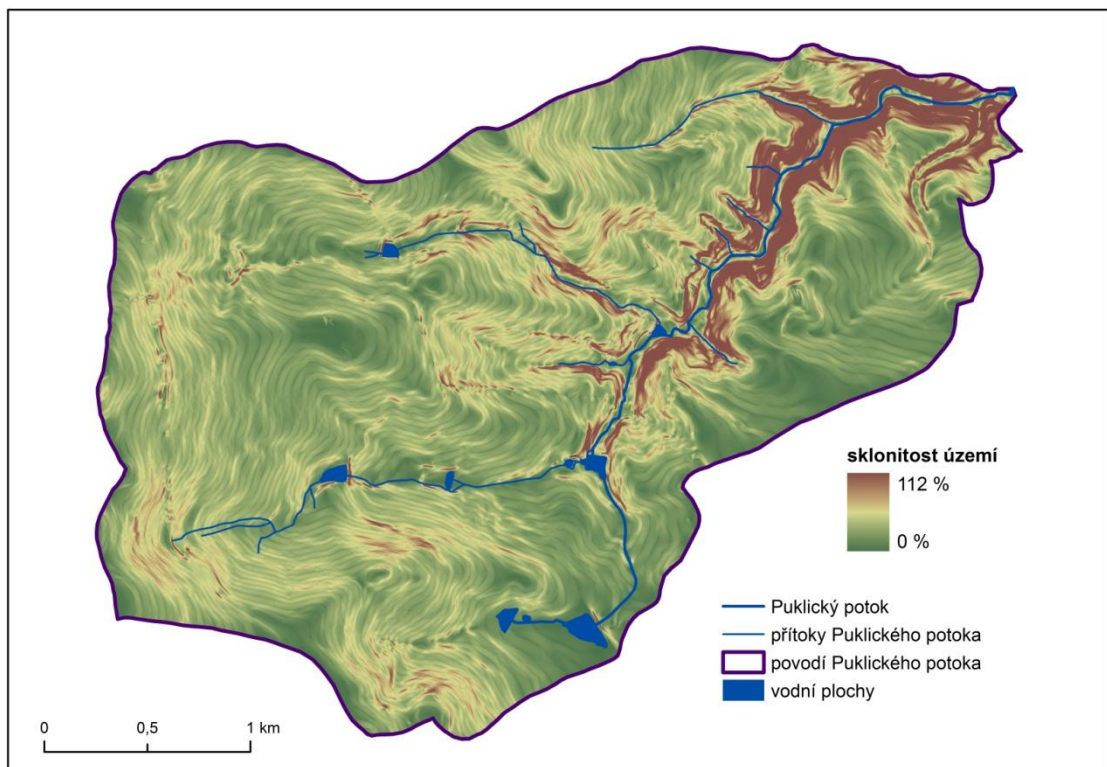 sklonitost území
112 %
0 %
Puklický potok
přítoky Puklického potoka
povodí Puklického potoka
vodní plochy
0 0,5 1 km